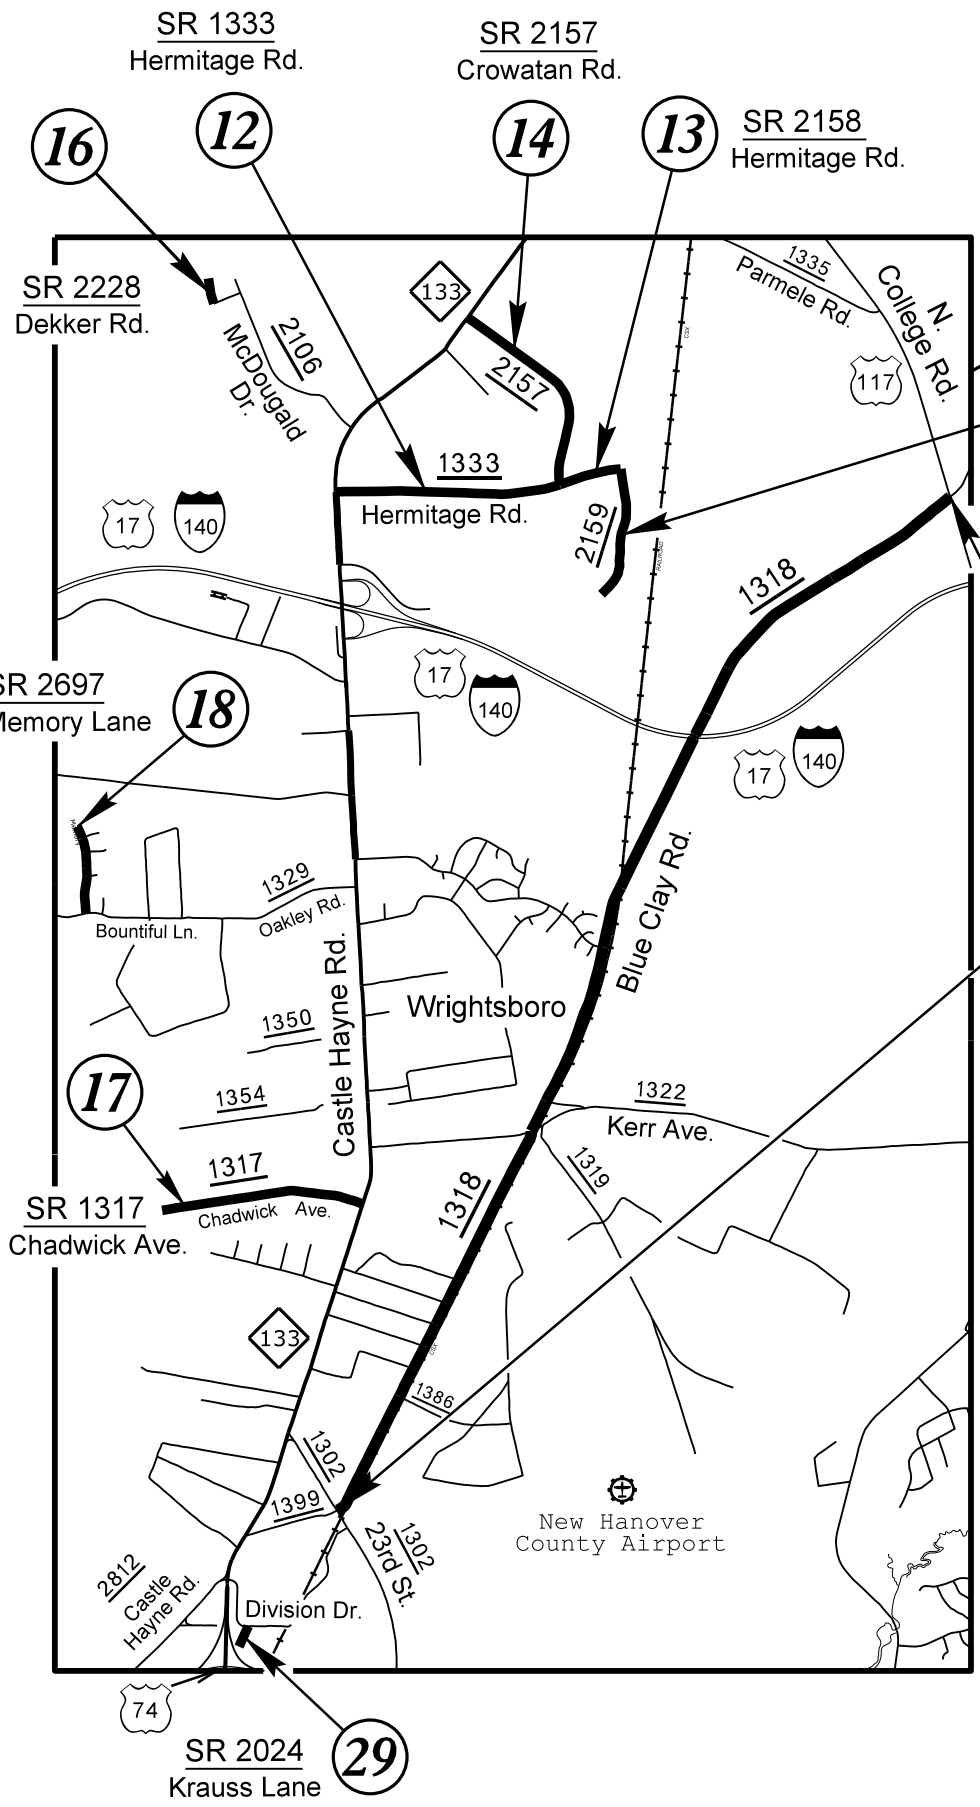 SR 1333
Hermitage Rd.
SR 2157
Crowatan Rd.
SR 2158
Hermitage Rd.
16
12
14
13
SR 2228
Dekker Rd.
133
1335
Parmele Rd.
N.
College Rd.
117
CSX
2106
McDougald
Dr.
2157
1333
Hermitage Rd.
2159
17
140
RAILROAD
1318
17
140
17
140
SR 2697
Memory Lane
18
1329
Oakley Rd.
Bountiful Ln.
Castle Hayne Rd.
Blue Clay Rd.
Wrightsboro
1350
1354
17
1322
Kerr Ave.
1319
1317
Chadwick Ave.
SR 1317
Chadwick Ave.
1318
133
CSX
1386
1302
1399
1302
23rd St.
New Hanover
County Airport
2812
Castle
Hayne Rd.
Division Dr.
74
29
SR 2024
Krauss Lane